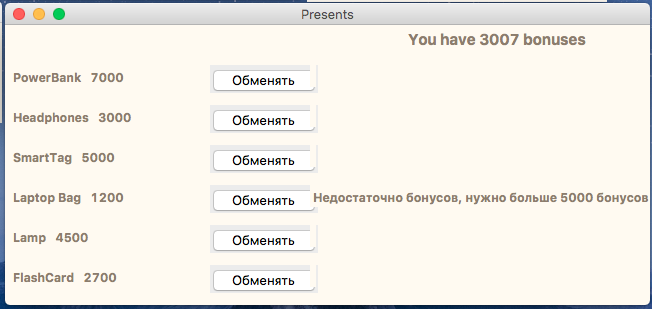 Presents
You have 3007 bonuses
PowerBank 7000 Обменять
Headphones 3000 Обменять
SmartTag 5000 Обменять
Laptop Bag 1200 Обменять Недостаточно бонусов, нужно больше 5000 бонусов
Lamp 4500 Обменять
FlashCard 2700 Обменять